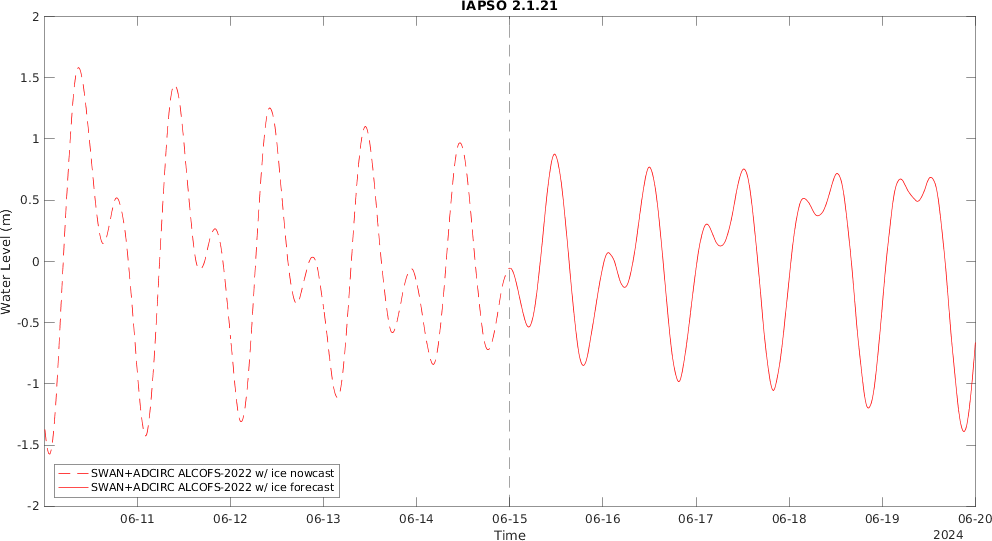 IAPSO 2.1.21
2
1.5
1
0.5
0
-0.5
-1
-1.5
-2
Water Level (m)
SWAN+ADCIRC ALCOFS-2022 w/ ice nowcast
SWAN+ADCIRC ALCOFS-2022 w/ ice forecast
06-11 06-12 06-13 06-14 06-15 06-16 06-17 06-18 06-19 06-20
Time
2024